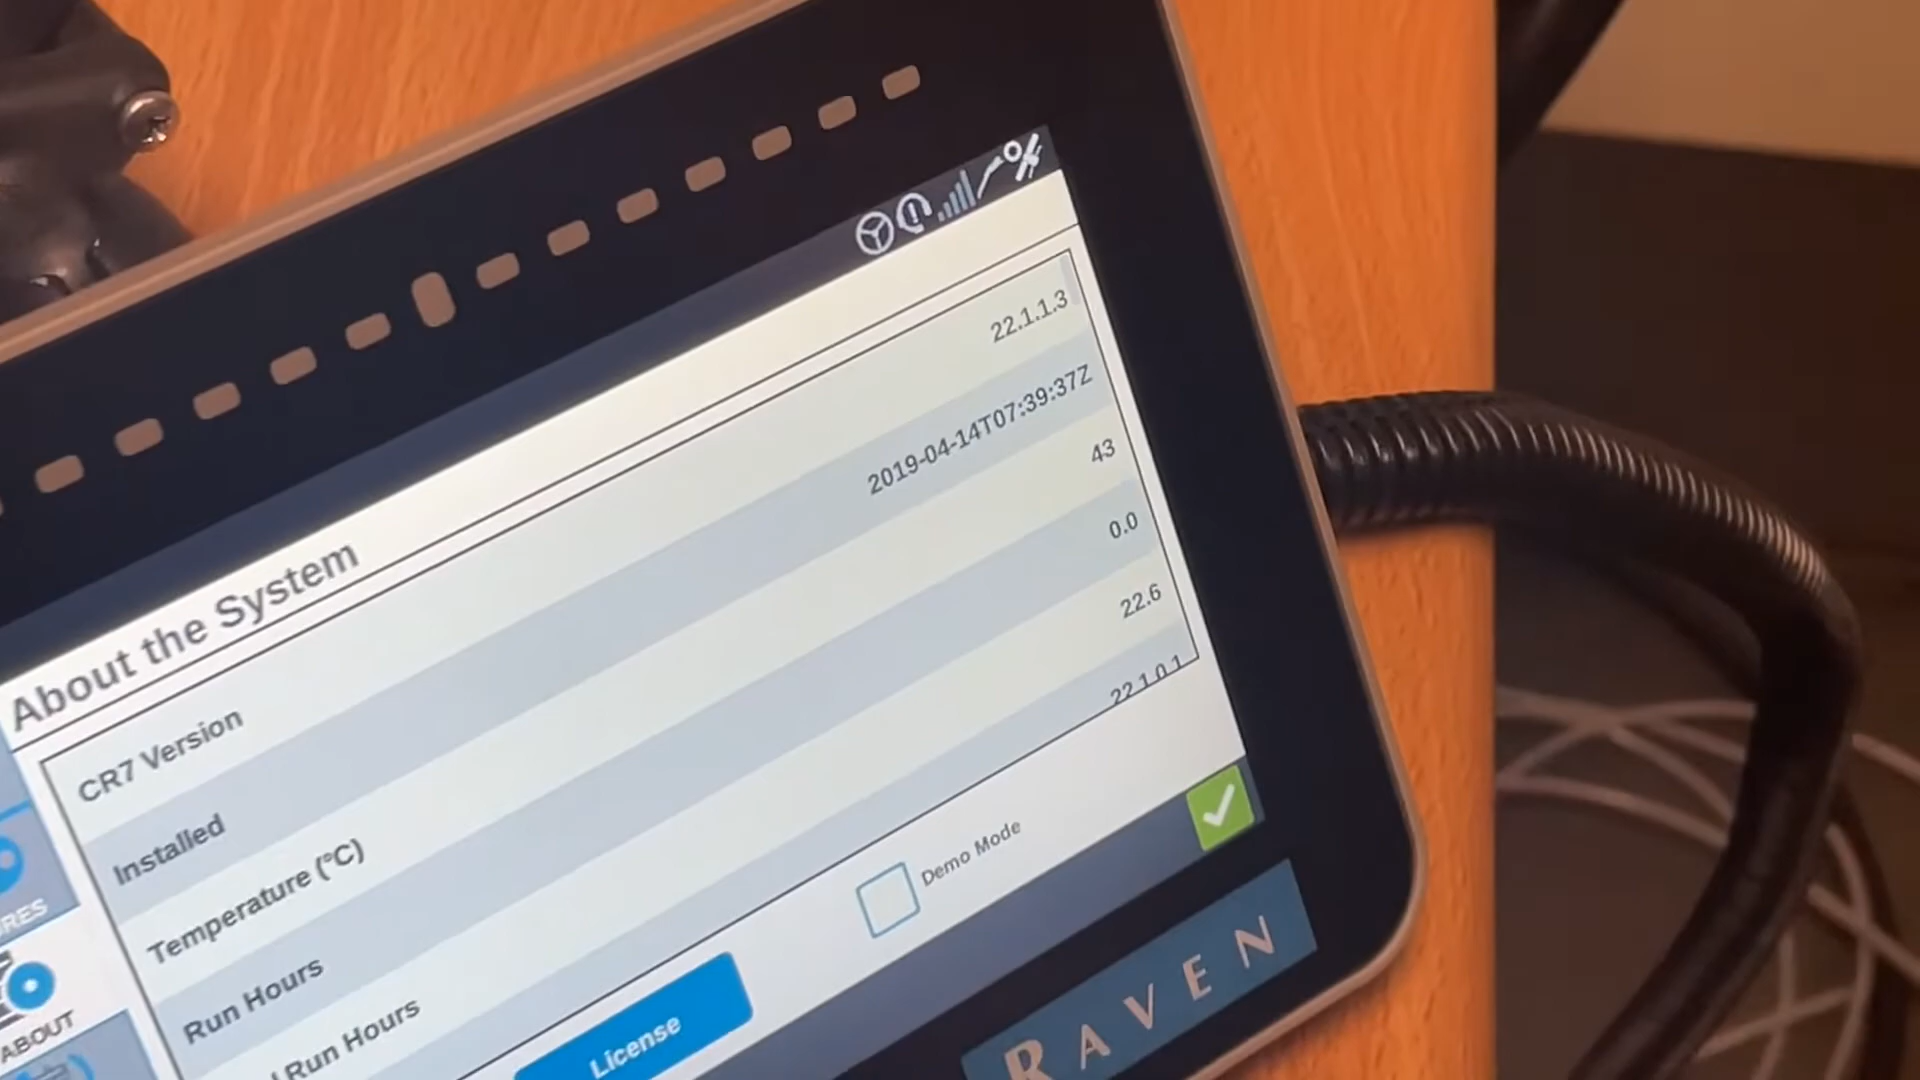 About the System
CR7 Version 22.1.1.3
Installed 2019-04-14T07:39:37Z
Temperature (°C) 43
Run Hours 0.0
Run Hours 22.6
22.1.0.1
License
Demo Mode
ABOUT
RAVEN